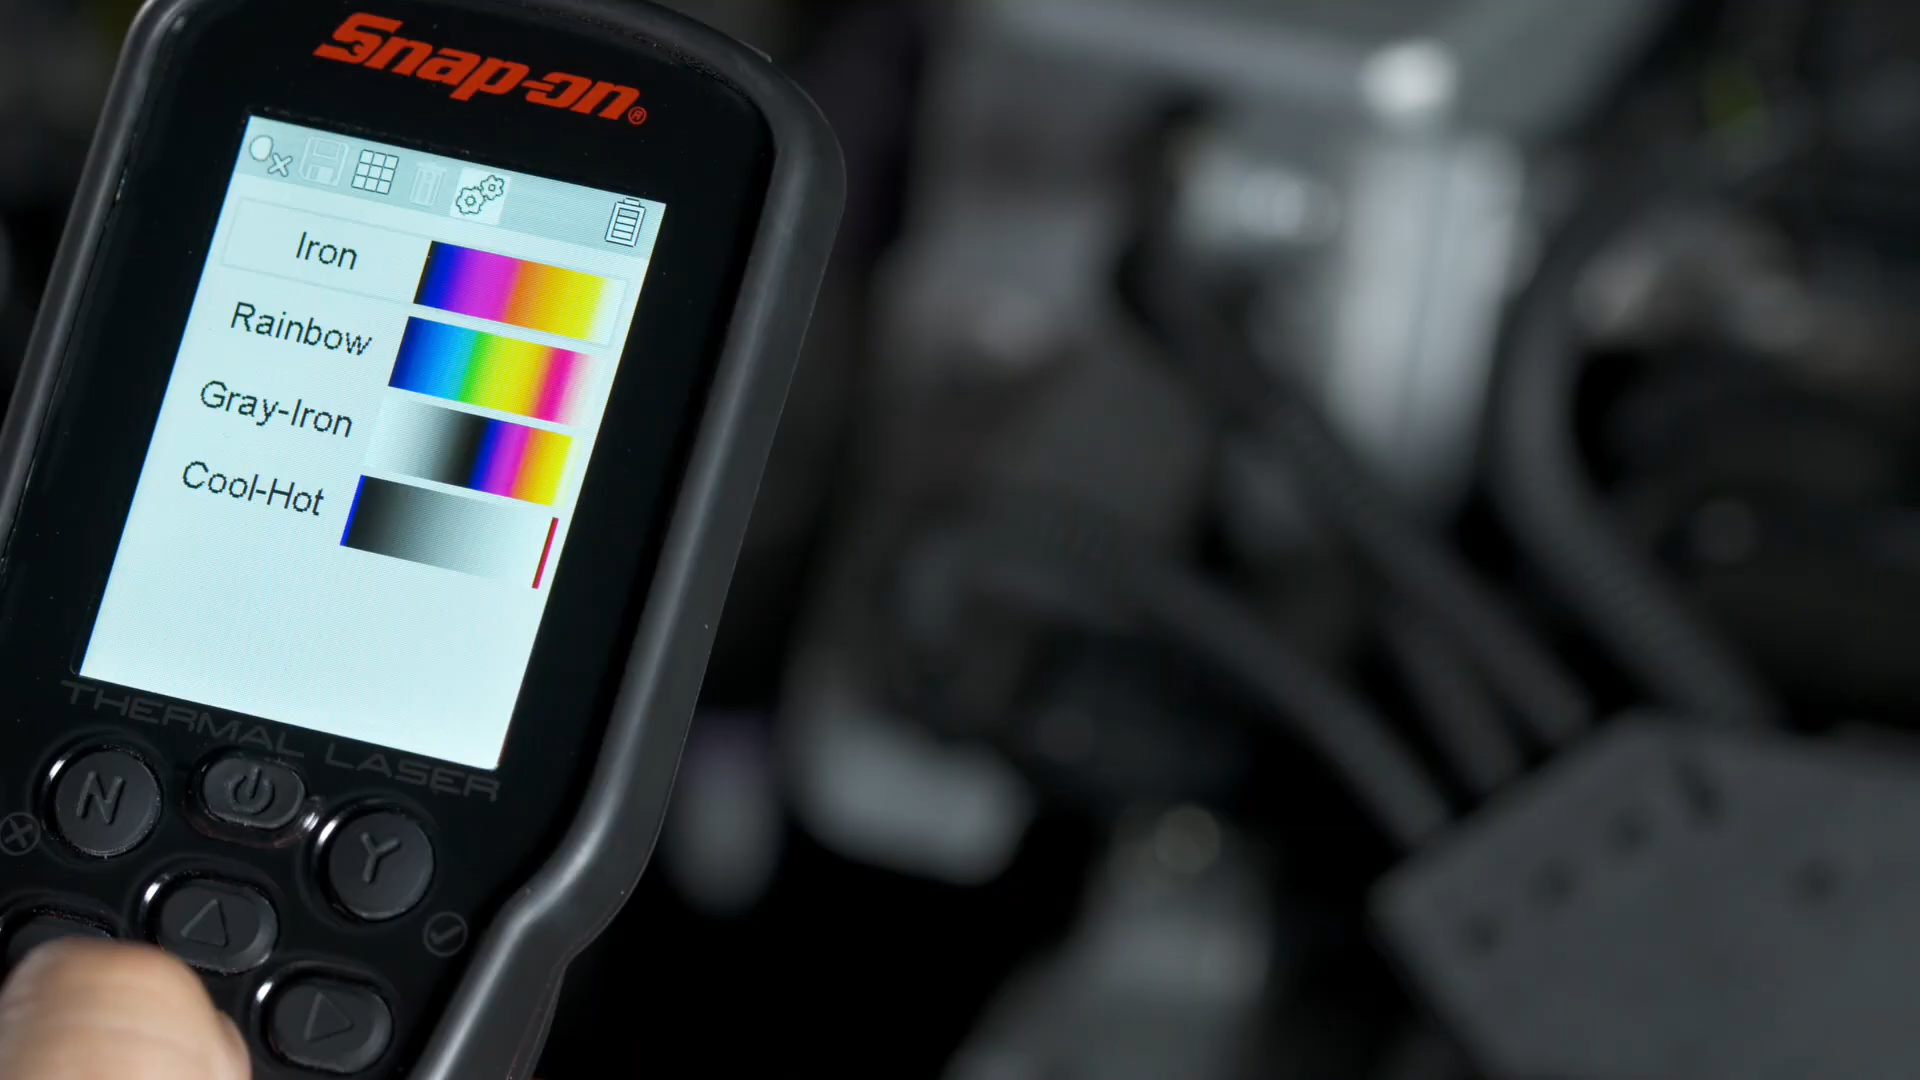 Snap-on®
Iron
Rainbow
Gray-Iron
Cool-Hot
THERMAL LASER
N
Y